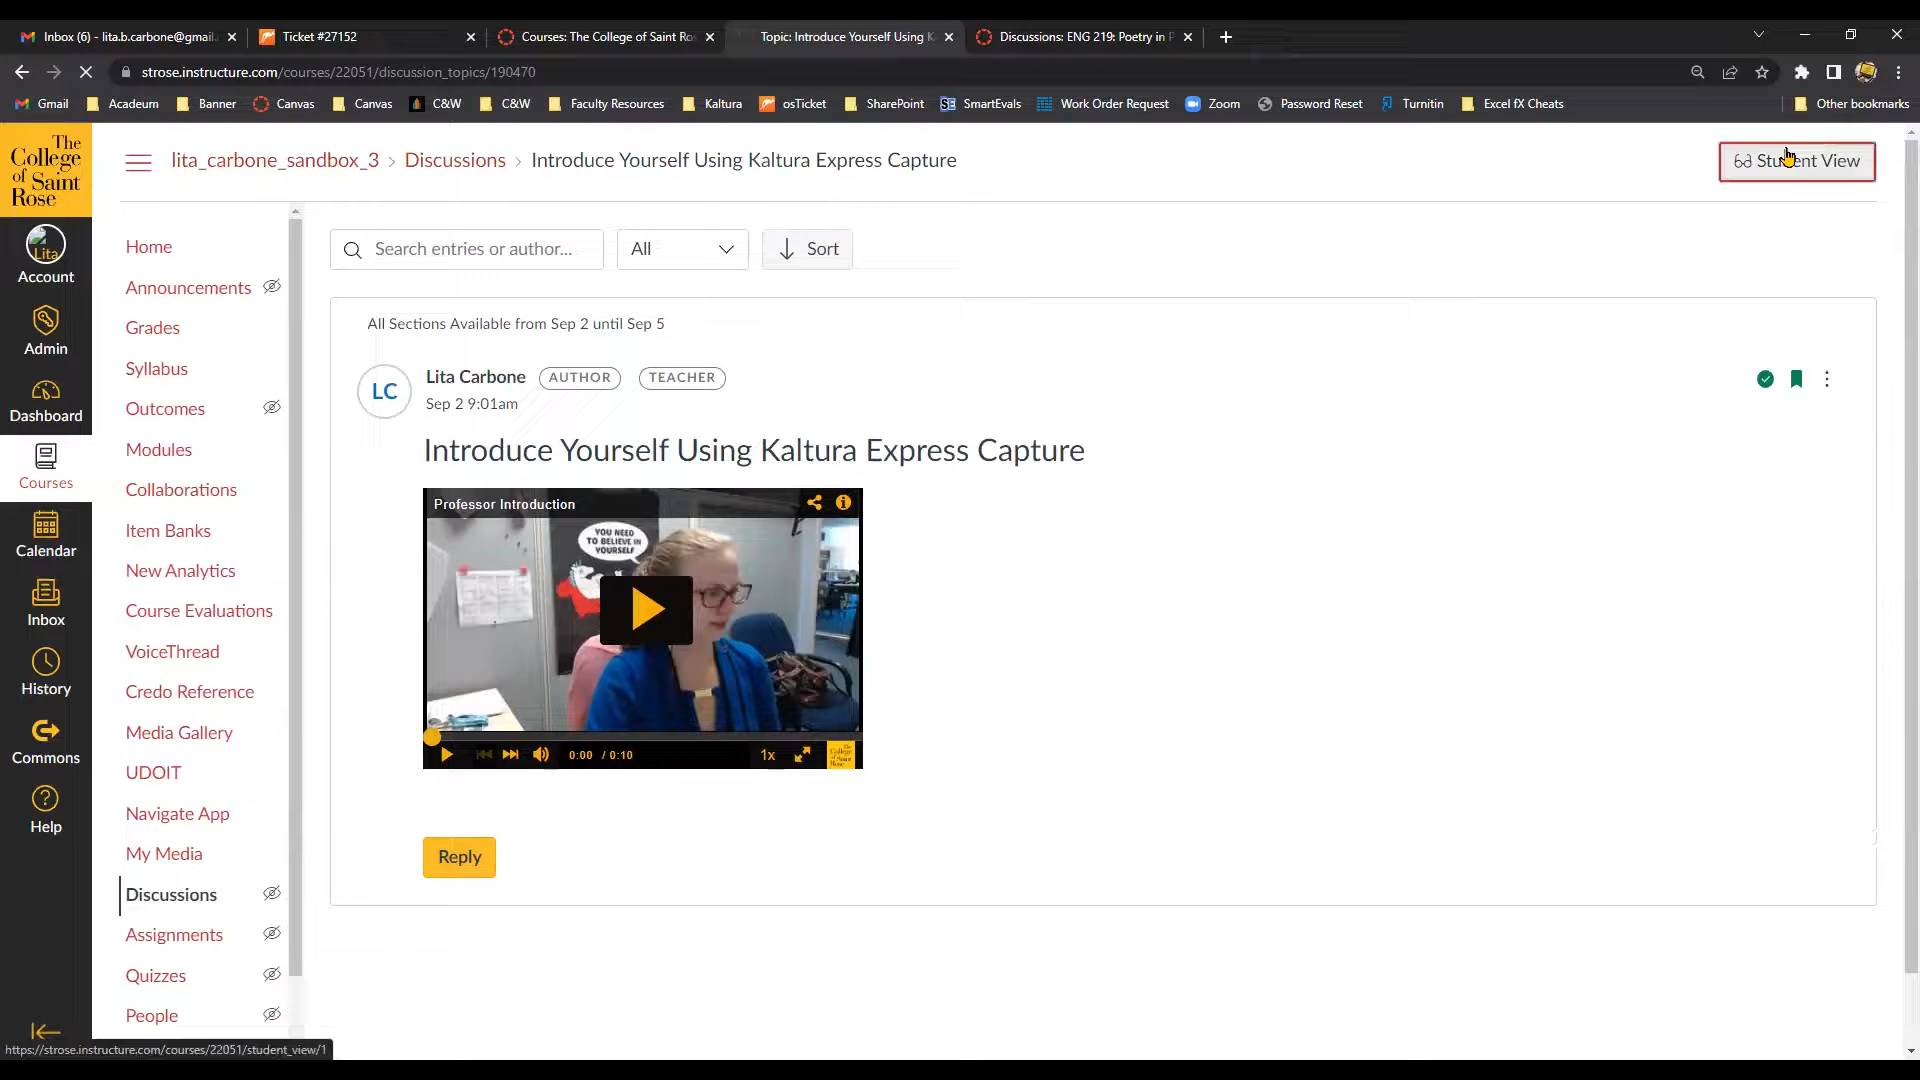 Inbox (6) - lita.b.carbone@gmail.
Ticket #27152
Courses: The College of Saint Ro
Topic: Introduce Yourself Using K
Discussions: ENG 219: Poetry in P
strose.instructure.com/courses/22051/discussion_topics/190470
Gmail
Acadeum
Banner
Canvas
Canvas
C&W
C&W
Faculty Resources
Kaltura
osTicket
SharePoint
SmartEvals
Work Order Request
Zoom
Password Reset
Turnitin
Excel fX Cheats
Other bookmarks
The
College
of Saint
Rose
lita_carbone_sandbox_3 > Discussions > Introduce Yourself Using Kaltura Express Capture
Student View
Lita
Account
Admin
Dashboard
Courses
Calendar
Inbox
History
Commons
Help
Home
Announcements
Grades
Syllabus
Outcomes
Modules
Collaborations
Item Banks
New Analytics
Course Evaluations
VoiceThread
Credo Reference
Media Gallery
UDOIT
Navigate App
My Media
Discussions
Assignments
Quizzes
People
Search entries or author...
All
Sort
All Sections Available from Sep 2 until Sep 5
LC
Lita Carbone
AUTHOR
TEACHER
Sep 2 9:01am
Introduce Yourself Using Kaltura Express Capture
Professor Introduction
YOU NEED
TO BELIEVE IN
YOURSELF
0:00 / 0:10
1x
The
College
of Saint
Rose
Reply
https://strose.instructure.com/courses/22051/student_view/1